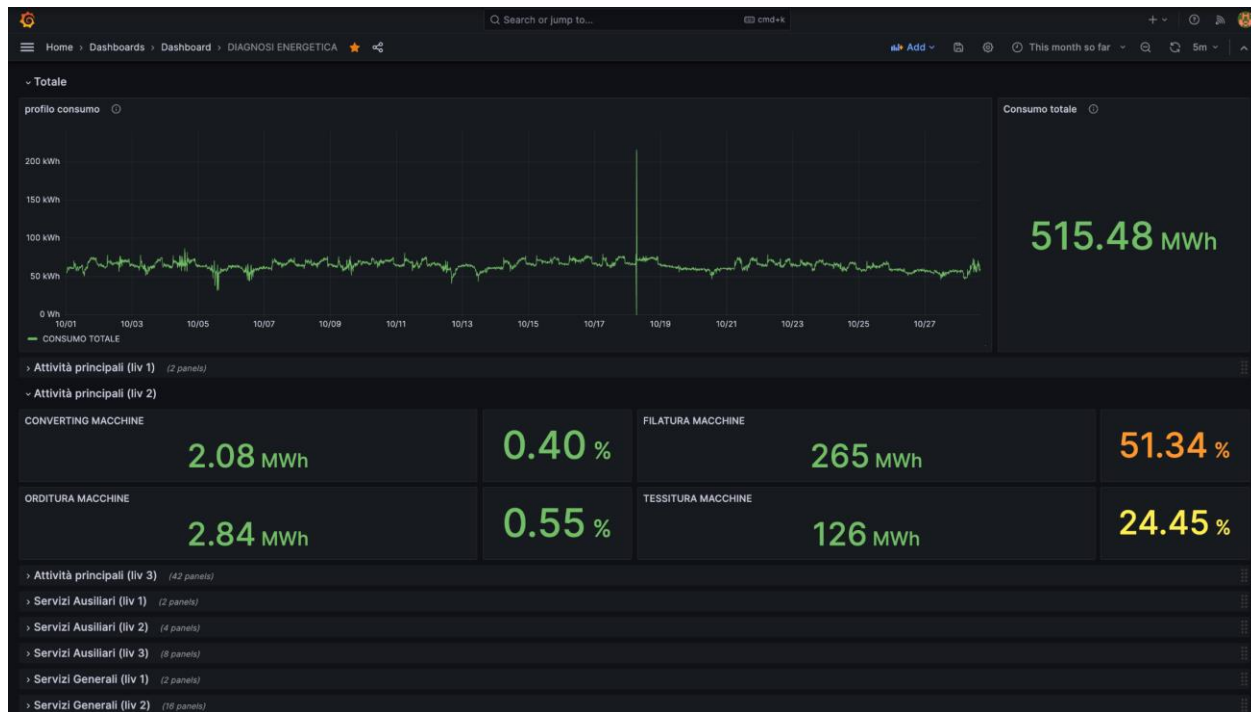 Search or jump to... cmd+k
Home › Dashboards › Dashboard › DIAGNOSI ENERGETICA Add This month so far 5m
Totale
profilo consumo
Consumo totale
200 kWh
150 kWh
100 kWh
50 kWh
0 Wh
10/01 10/03 10/05 10/07 10/09 10/11 10/13 10/15 10/17 10/19 10/21 10/23 10/25 10/27
CONSUMO TOTALE
515.48 MWh
Attività principali (liv 1) (2 panels)
Attività principali (liv 2)
CONVERTING MACCHINE
2.08 MWh
0.40 %
FILATURA MACCHINE
265 MWh
51.34 %
ORDITURA MACCHINE
2.84 MWh
0.55 %
TESSITURA MACCHINE
126 MWh
24.45 %
Attività principali (liv 3) (42 panels)
Servizi Ausiliari (liv 1) (2 panels)
Servizi Ausiliari (liv 2) (4 panels)
Servizi Ausiliari (liv 3) (8 panels)
Servizi Generali (liv 1) (2 panels)
Servizi Generali (liv 2) (16 panels)